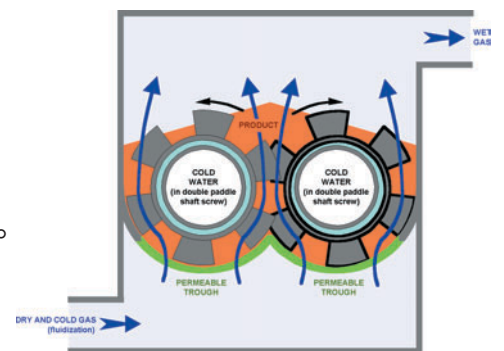 WET
GAS
PRODUCT
COLD
WATER
(in double paddle
shaft screw)
COLD
WATER
(in double paddle
shaft screw)
PERMEABLE
TROUGH
PERMEABLE
TROUGH
DRY AND COLD GAS
(fluidization)